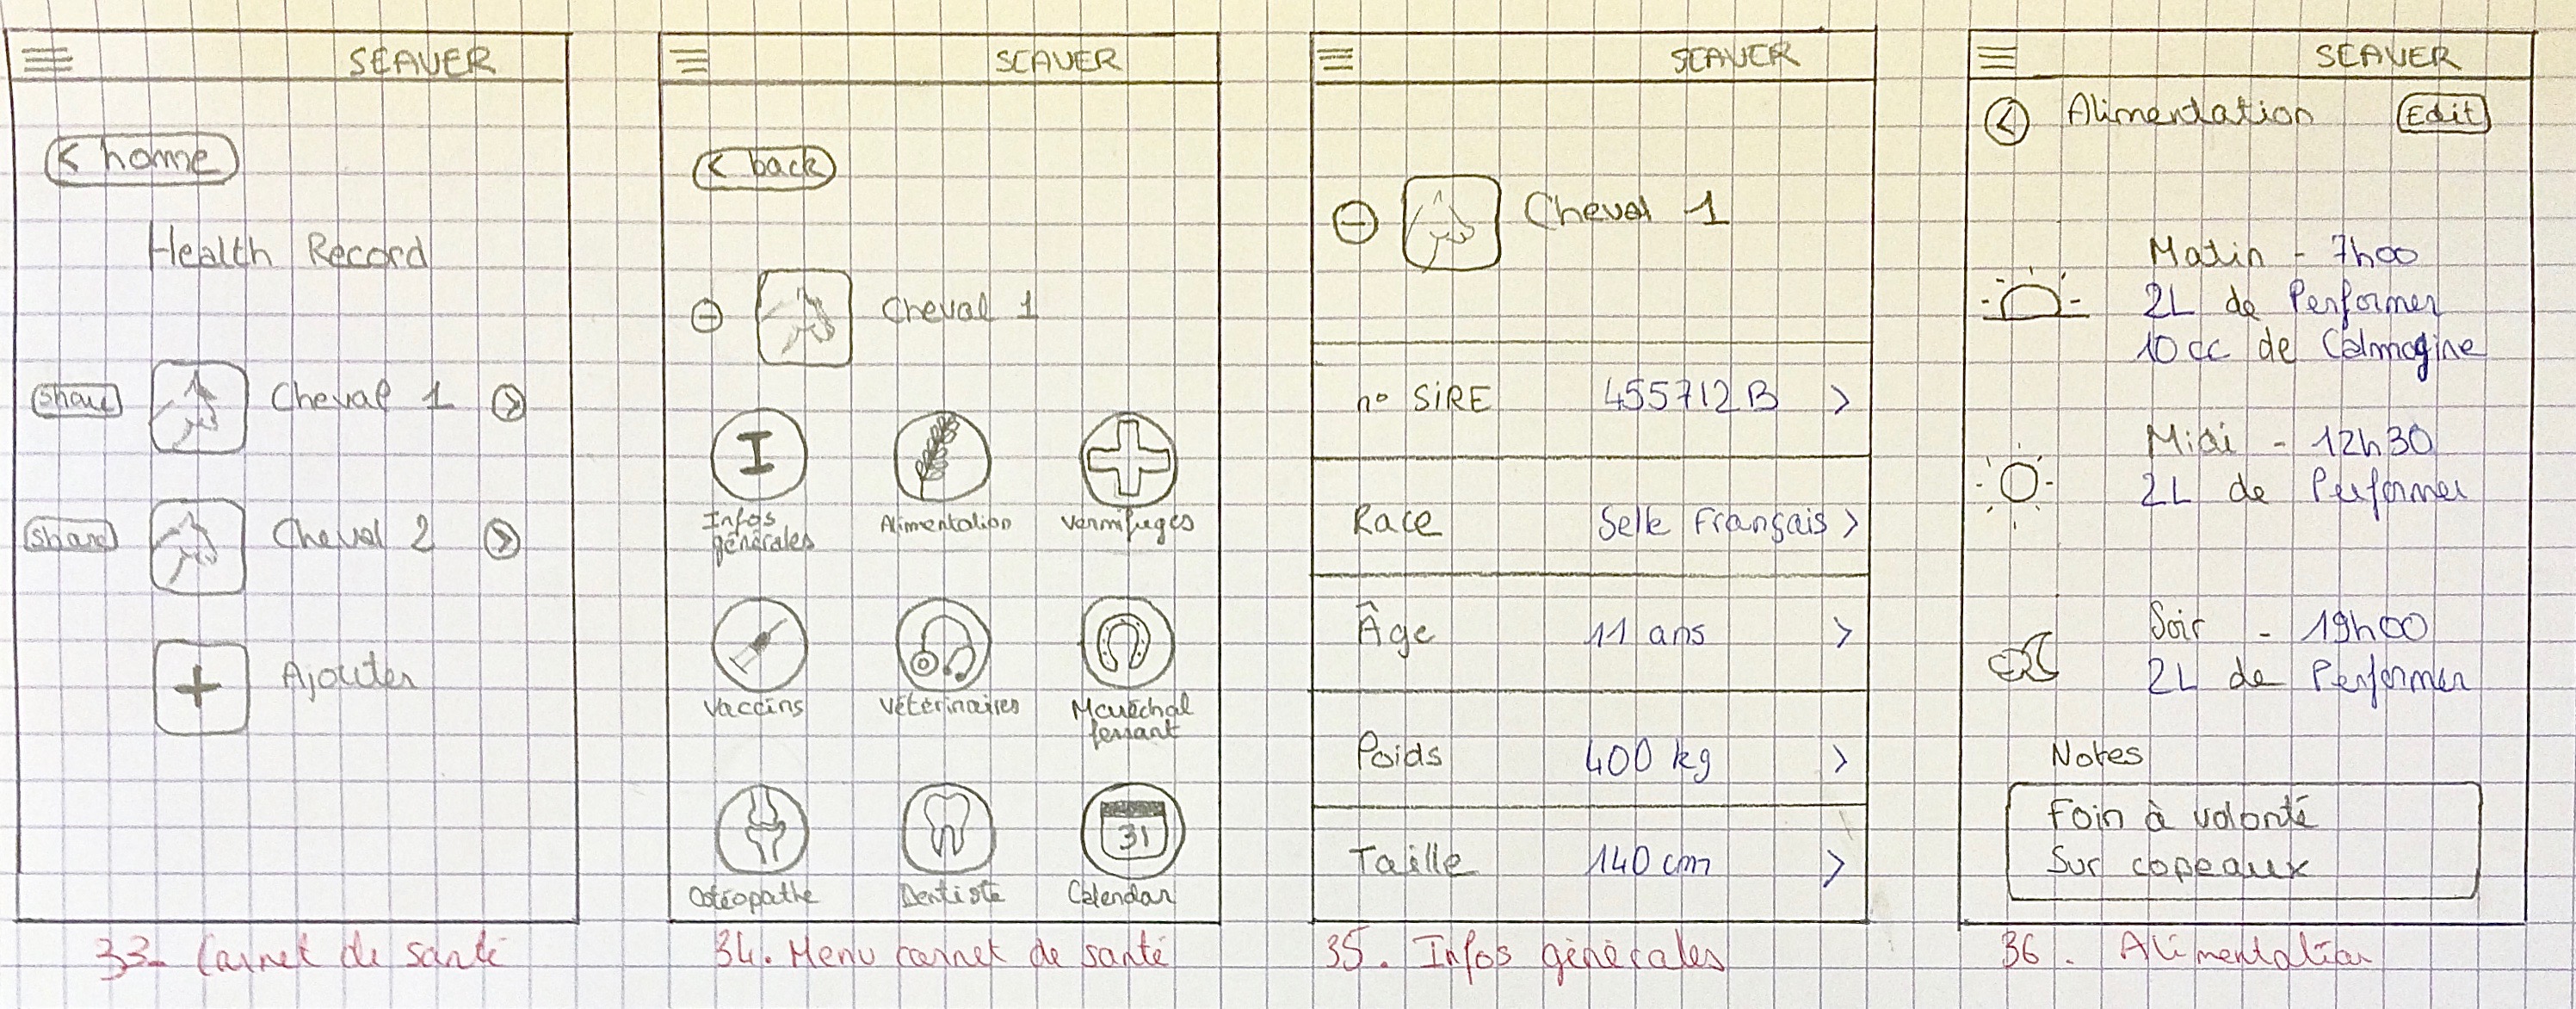 SEAVER
< home
Health Record
Share
Cheval 1
Share
Cheval 2
+ Ajouter
33. Carnet de santé
SEAVER
< back
Cheval 1
I
Infos
générales
Alimentation
Vermifuges
Vaccins
Vétérinaires
Maréchal
ferrant
31
Ostéopathe
Dentiste
Calendar
34. Menu carnet de santé
SEAVER
Cheval 1
n° SIRE 455712B >
Race Selle Français >
Âge 11 ans >
Poids 400 kg >
Taille 140 cm >
35. Infos générales
SEAVER
Alimentation Edit
Matin - 7h00
2L de Performer
10cc de Calmagine
Midi - 12h30
2L de Performer
Soir - 19h00
2L de Performer
Notes
Foin à volonté
Sur copeaux
36. Alimentation